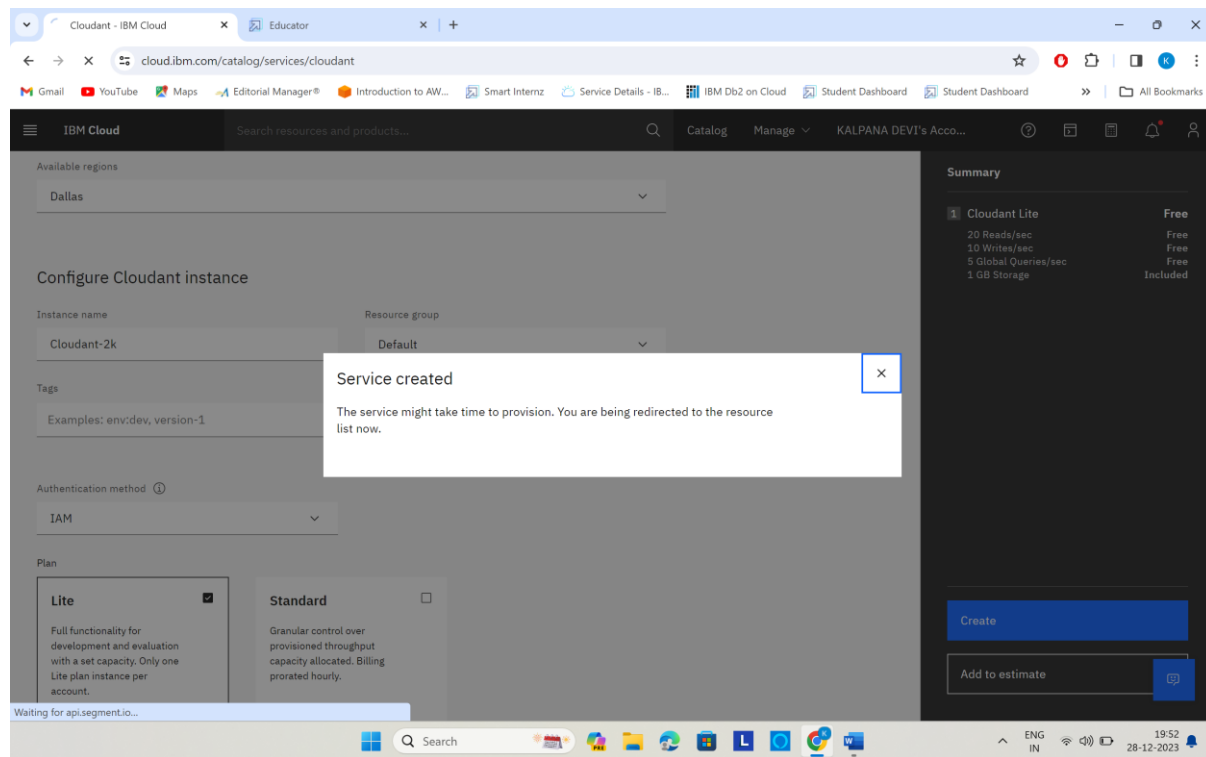 Cloudant - IBM Cloud
Educator
cloud.ibm.com/catalog/services/cloudant
K
Gmail YouTube Maps Editorial Manager® Introduction to AW... Smart Internz Service Details - IB... IBM Db2 on Cloud Student Dashboard Student Dashboard » All Bookmarks
IBM Cloud Search resources and products... Catalog Manage KALPANA DEVI's Acco...
Available regions
Dallas
Configure Cloudant instance
Instance name
Cloudant-2k
Resource group
Default
Tags
Examples: env:dev, version-1
Service created
The service might take time to provision. You are being redirected to the resource
list now.
Authentication method
IAM
Plan
Lite
Full functionality for
development and evaluation
with a set capacity. Only one
Lite plan instance per
account.
Standard
Granular control over
provisioned throughput
capacity allocated. Billing
prorated hourly.
Summary
1 Cloudant Lite Free
20 Reads/sec Free
10 Writes/sec Free
5 Global Queries/sec Free
1 GB Storage Included
Create
Add to estimate
Waiting for api.segment.io...
Search
L
ENG
IN
19:52
28-12-2023